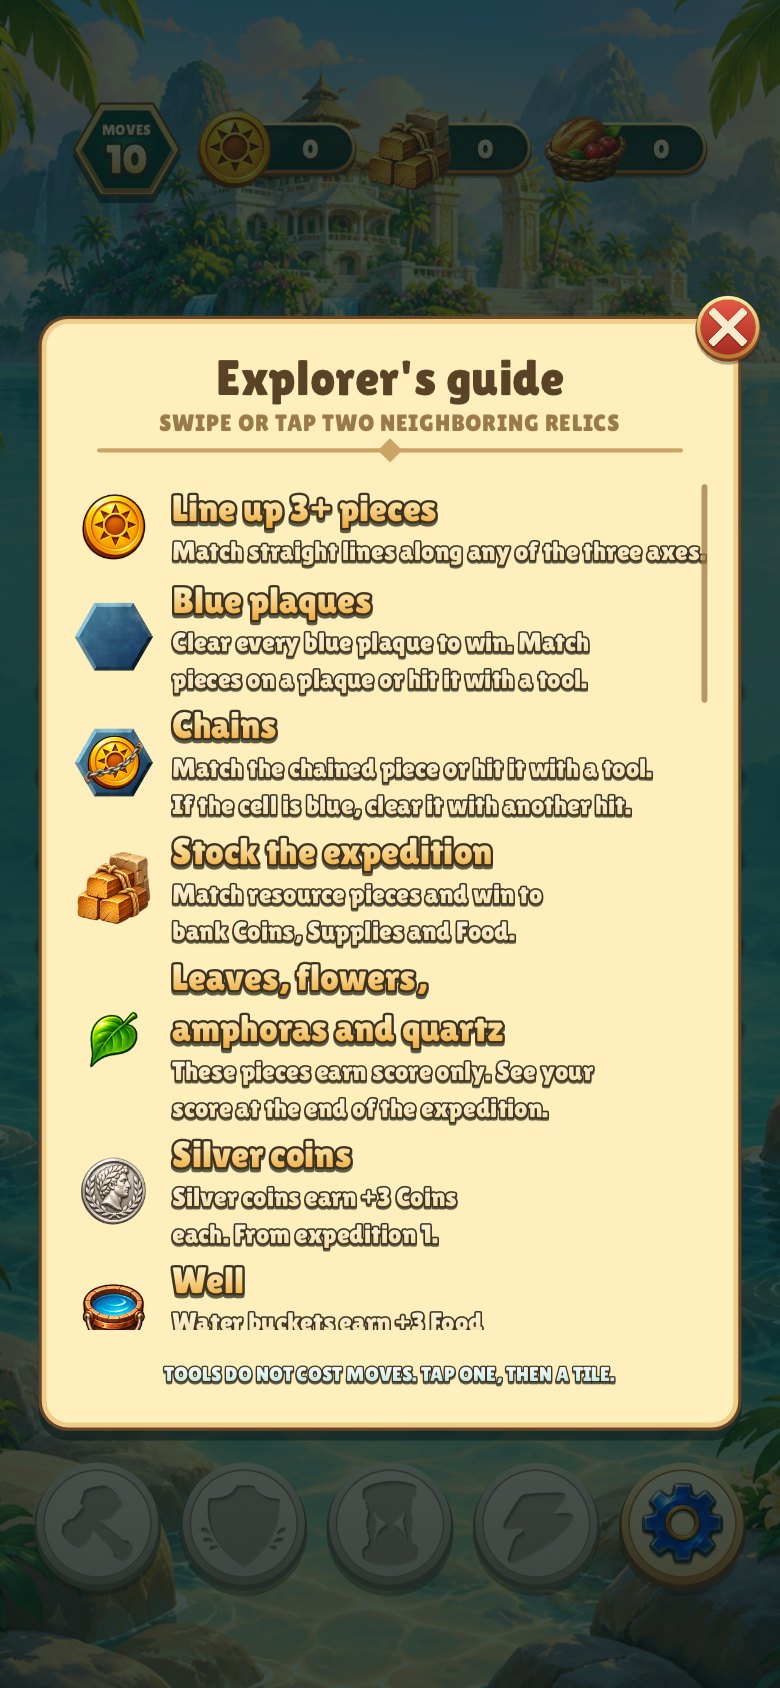 MOVES
10
0
0
0
Explorer's guide
SWIPE OR TAP TWO NEIGHBORING RELICS
Line up 3+ pieces
Match straight lines along any of the three axes.
Blue plaques
Clear every blue plaque to win. Match
pieces on a plaque or hit it with a tool.
Chains
Match the chained piece or hit it with a tool.
If the cell is blue, clear it with another hit.
Stock the expedition
Match resource pieces and win to
bank Coins, Supplies and Food.
Leaves, flowers,
amphoras and quartz
These pieces earn score only. See your
score at the end of the expedition.
Silver coins
Silver coins earn +3 Coins
each. From expedition 1.
Well
Water buckets earn +3 Food
TOOLS DO NOT COST MOVES. TAP ONE, THEN A TILE.